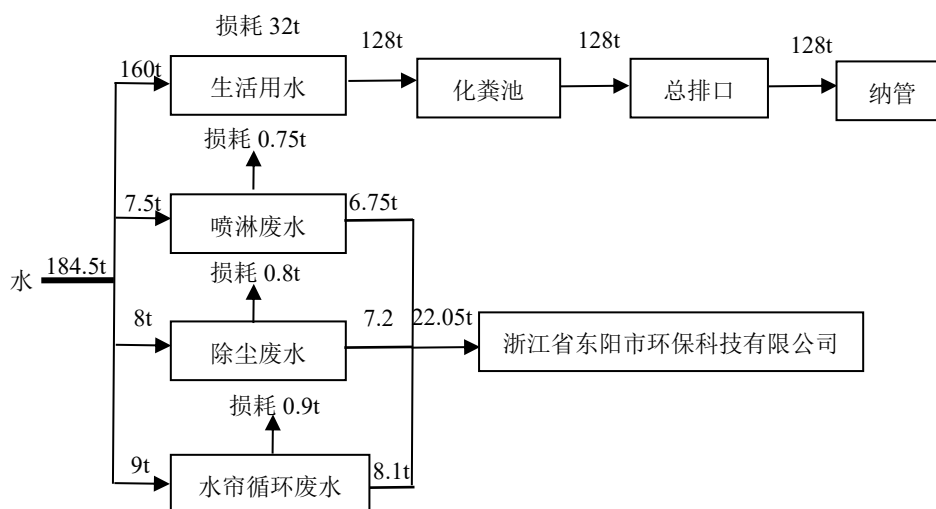 损耗 32t
160t
生活用水
128t
化粪池
128t
总排口
128t
纳管
损耗 0.75t
7.5t
喷淋废水
6.75t
水
184.5t
损耗 0.8t
8t
除尘废水
7.2
22.05t
浙江省东阳市环保科技有限公司
损耗 0.9t
9t
水帘循环废水
8.1t